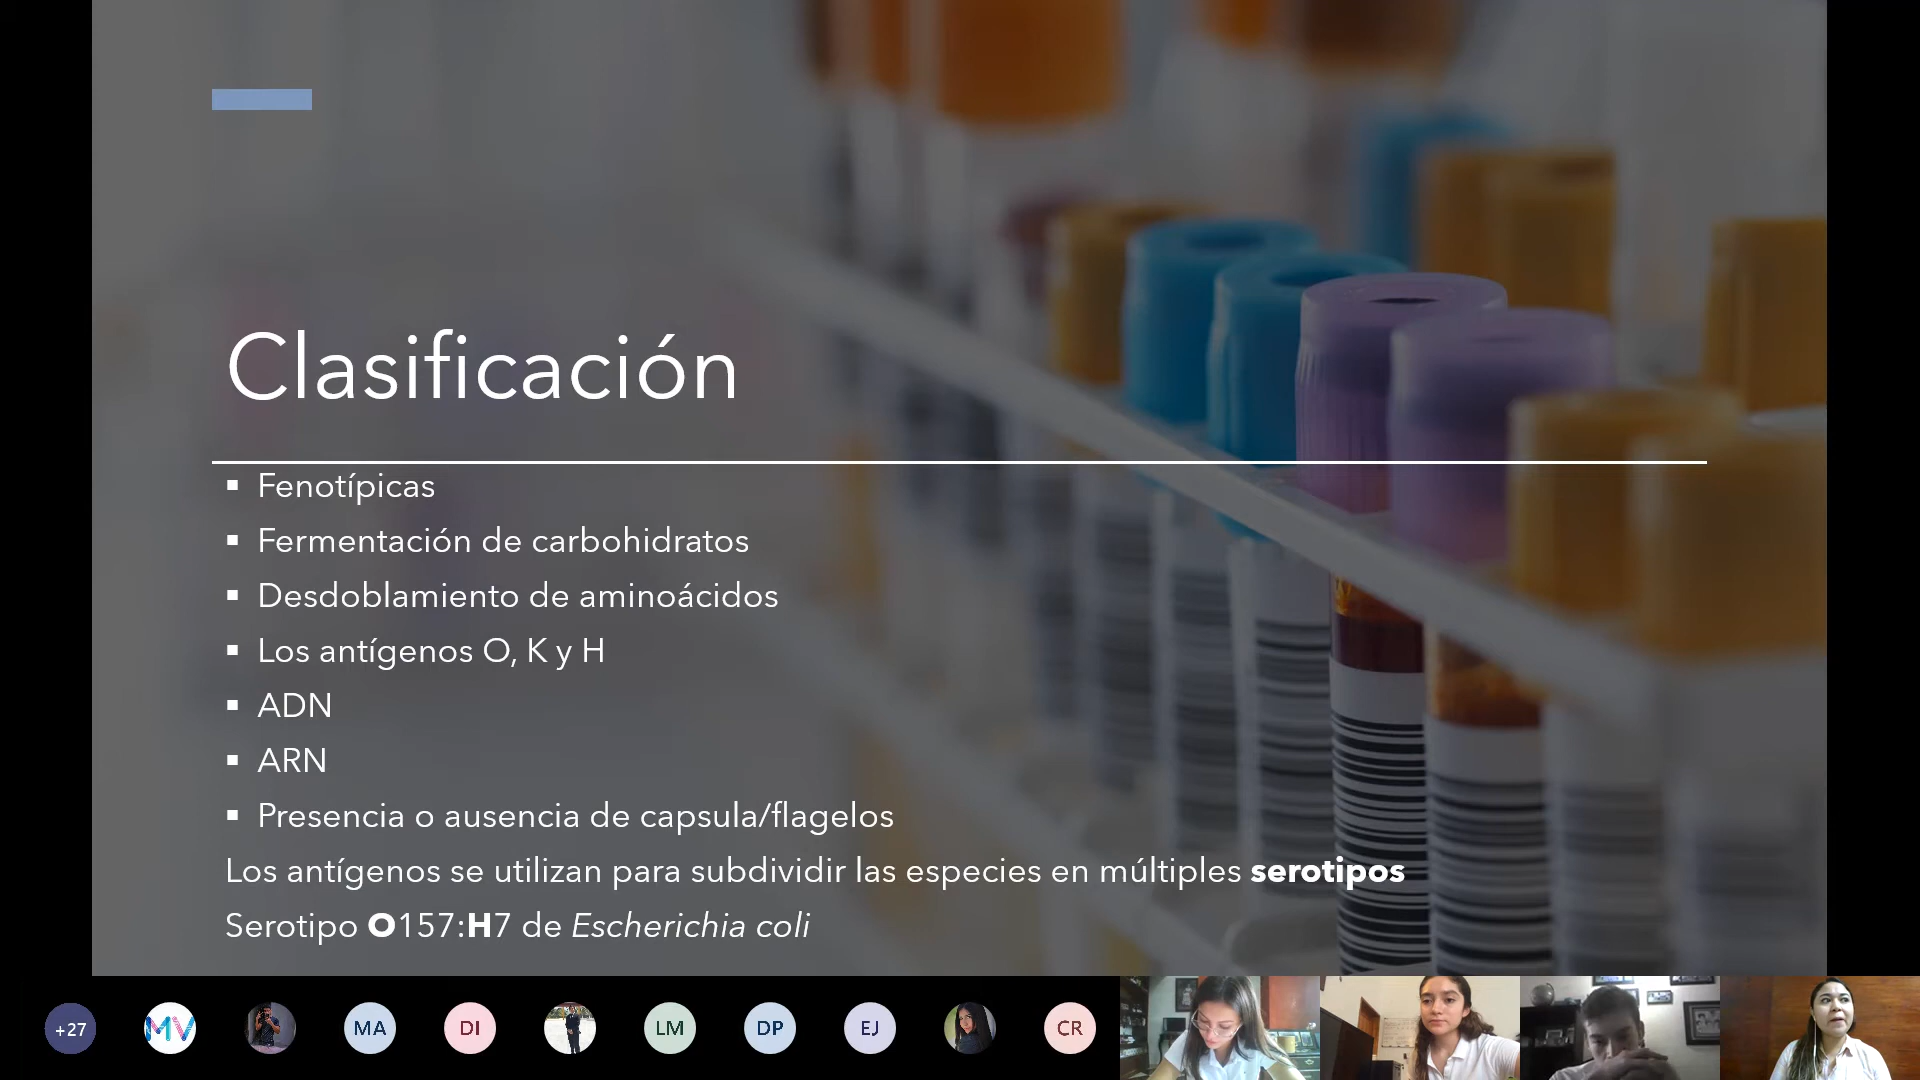 Clasificación
▪ Fenotípicas
▪ Fermentación de carbohidratos
▪ Desdoblamiento de aminoácidos
▪ Los antígenos O, K y H
▪ ADN
▪ ARN
▪ Presencia o ausencia de capsula/flagelos
Los antígenos se utilizan para subdividir las especies en múltiples serotipos
Serotipo O157:H7 de Escherichia coli
+27 MV MA DI LM DP EJ CR